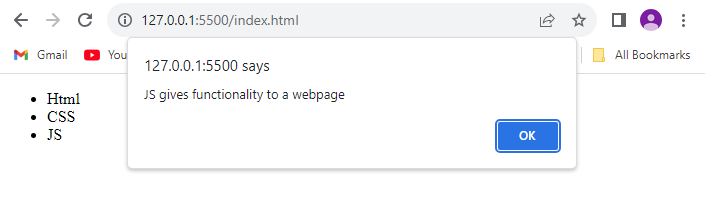 127.0.0.1:5500/index.html
Gmail
You
All Bookmarks
127.0.0.1:5500 says
JS gives functionality to a webpage
OK
Html
CSS
JS